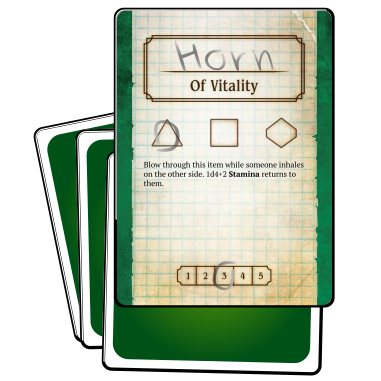 Horn
Of Vitality
Blow through this item while someone inhales
on the other side. 1d4+2 Stamina returns to
them.
1 2 3 4 5